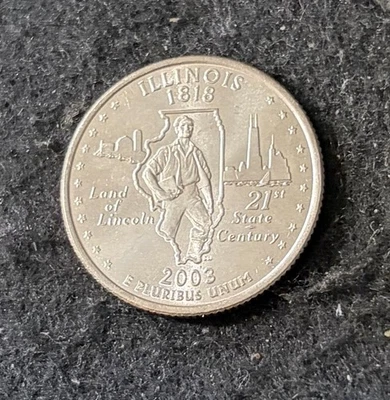 ILLINOIS
1818
Land of Lincoln
21st State Century
2003
E PLURIBUS UNUM